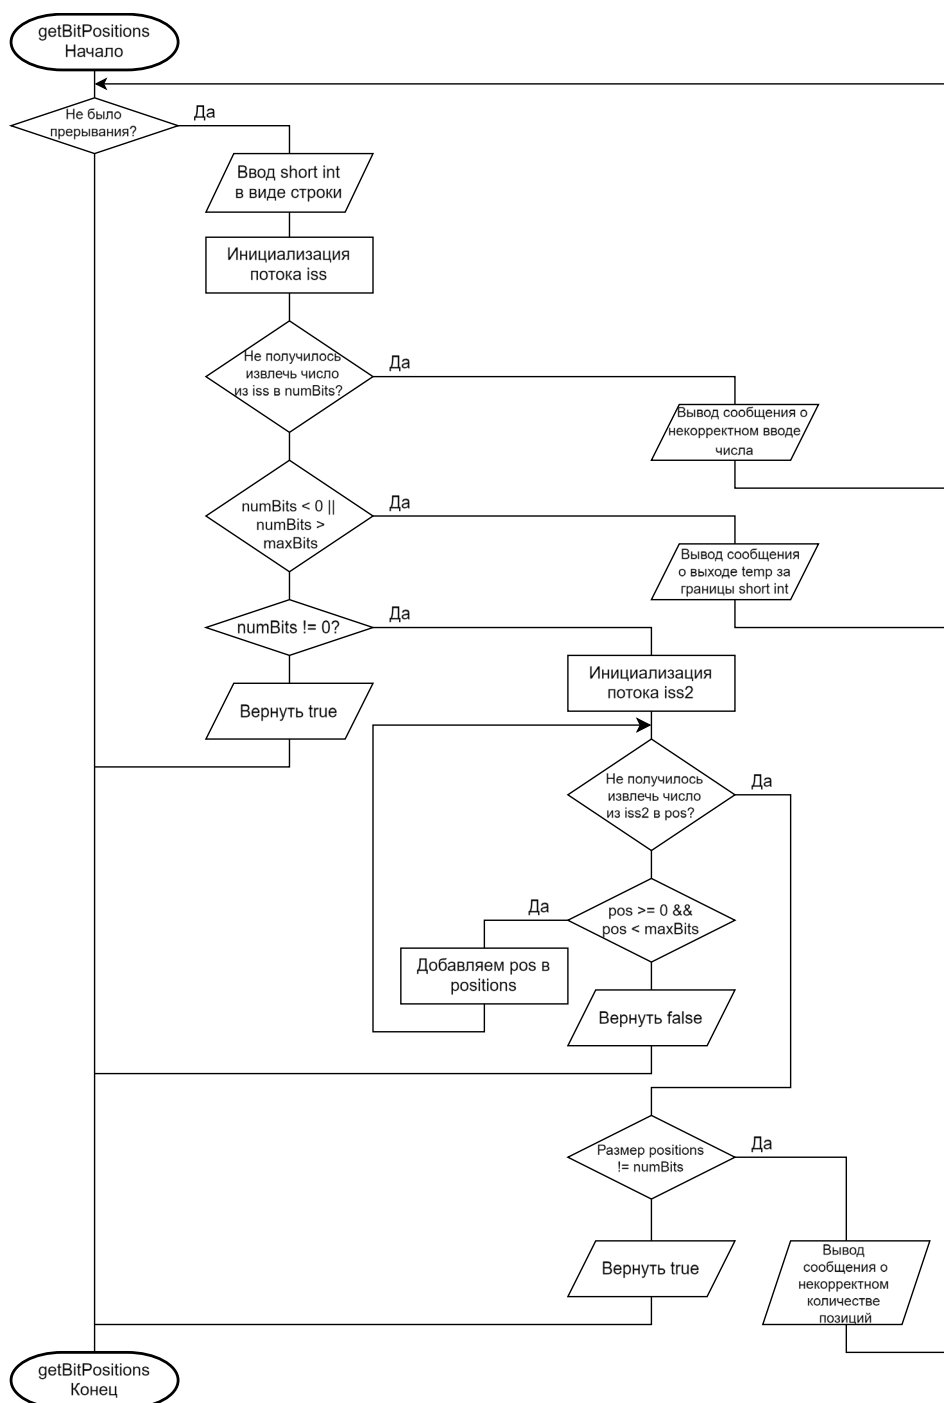 getBitPositions
Начало
Не было
прерывания?
Да
Ввод short int
в виде строки
Инициализация
потока iss
Не получилось
извлечь число
из iss в numBits?
Да
Вывод сообщения о
некорректном вводе
числа
numBits < 0 ||
numBits >
maxBits
Да
Вывод сообщения
о выходе temp за
границы short int
numBits != 0?
Да
Инициализация
потока iss2
Вернуть true
Не получилось
извлечь число
из iss2 в pos?
Да
pos >= 0 &&
pos < maxBits
Да
Добавляем pos в
positions
Вернуть false
Размер positions
!= numBits
Да
Вернуть true
Вывод
сообщения о
некорректном
количестве
позиций
getBitPositions
Конец